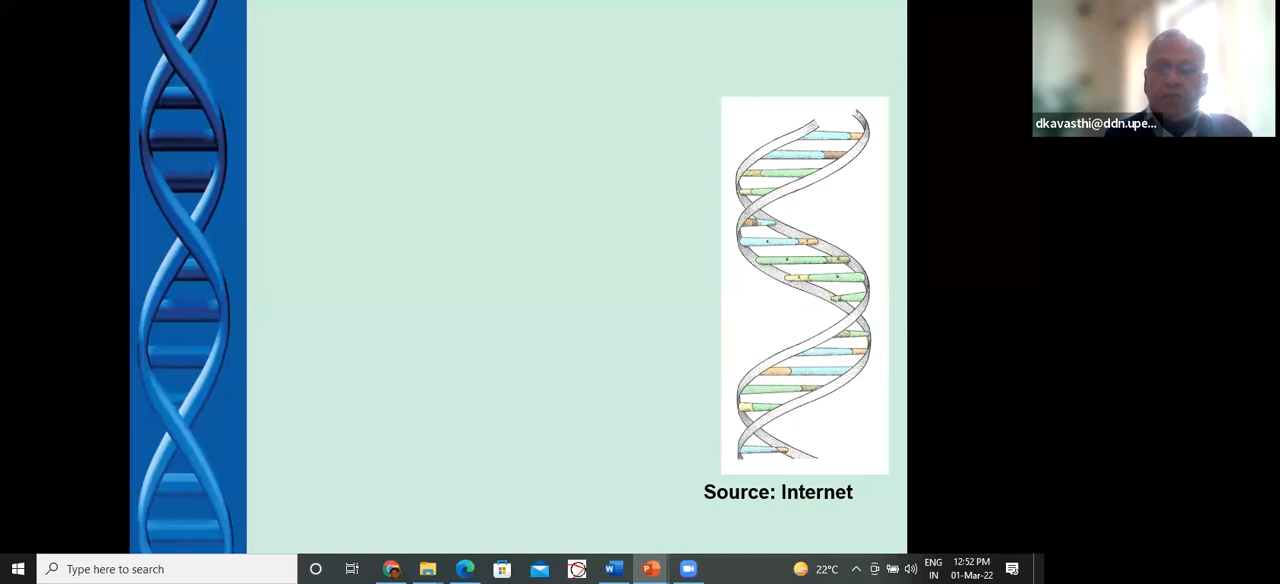 dkavasthi@ddn.upe...
Source: Internet
Type here to search
22°C
ENG
IN
12:52 PM
01-Mar-22